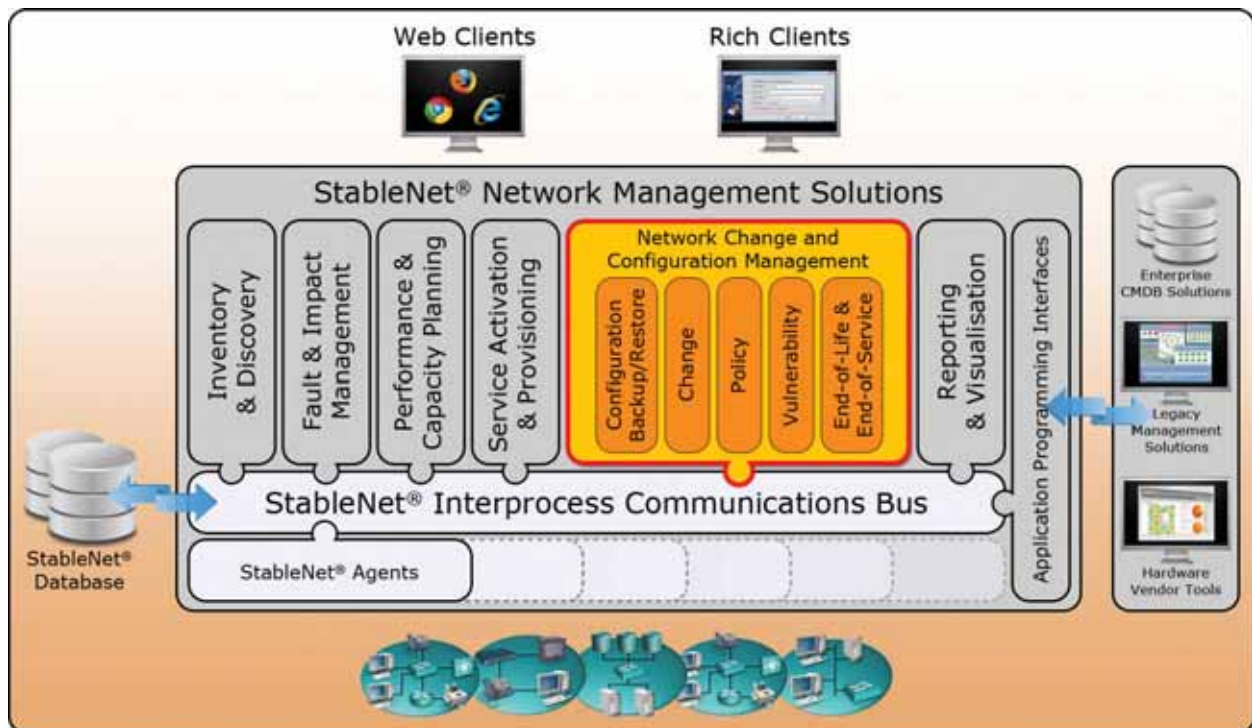 Web Clients
Rich Clients
StableNet® Network Management Solutions
Inventory
& Discovery
Fault & Impact
Management
Performance &
Capacity Planning
Service Activation
& Provisioning
Network Change and
Configuration Management
Configuration
Backup/Restore
Change
Policy
Vulnerability
End-of-Life &
End-of-Service
Reporting
& Visualisation
Application Programming Interfaces
Enterprise
CMDB Solutions
Legacy
Management
Solutions
Hardware
Vendor Tools
StableNet®
Database
StableNet® Interprocess Communications Bus
StableNet® Agents